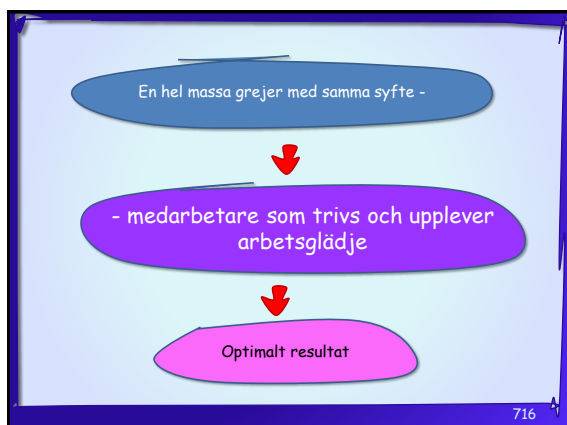 En hel massa grejer med samma syfte -
- medarbetare som trivs och upplever
arbetsglädje
Optimalt resultat
716